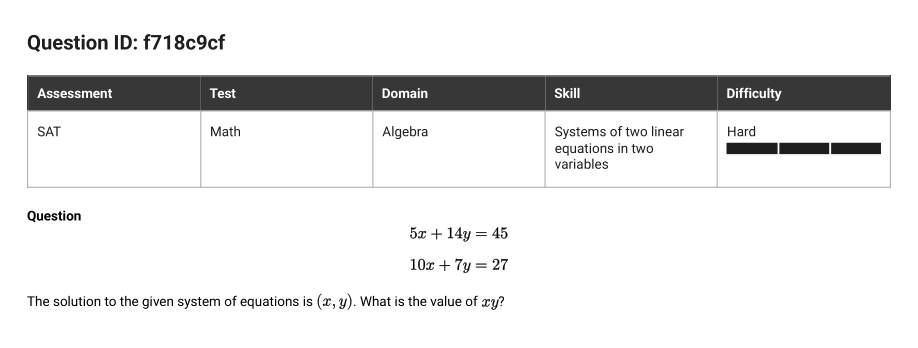 Question ID: f718c9cf
Assessment Test Domain Skill Difficulty
SAT Math Algebra Systems of two linear Hard
equations in two
variables
Question
5x + 14y = 45
10x + 7y = 27
The solution to the given system of equations is (x, y). What is the value of xy?